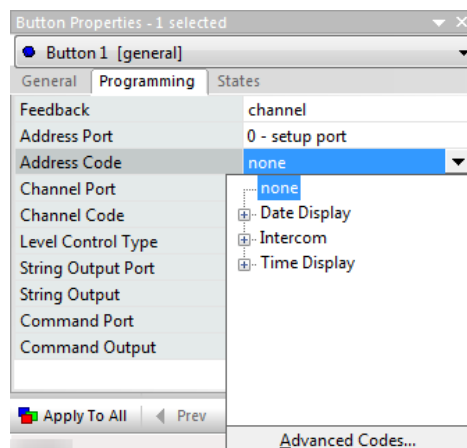 Button Properties - 1 selected
Button 1 [general]
General Programming States
Feedback channel
Address Port 0 - setup port
Address Code none
Channel Port none
Channel Code Date Display
Level Control Type Intercom
String Output Port Time Display
String Output
Command Port
Command Output
Apply To All Prev
Advanced Codes...